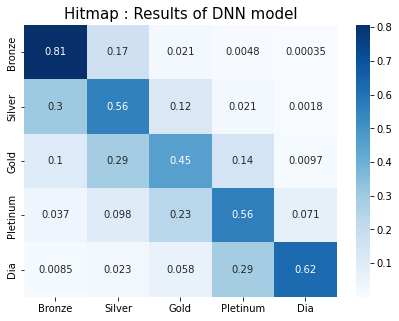 Hitmap : Results of DNN model
Bronze 0.81 0.17 0.021 0.0048 0.00035
Silver 0.3 0.56 0.12 0.021 0.0018
Gold 0.1 0.29 0.45 0.14 0.0097
Pletinum 0.037 0.098 0.23 0.56 0.071
Dia 0.0085 0.023 0.058 0.29 0.62
Bronze Silver Gold Pletinum Dia
0.8
0.7
0.6
0.5
0.4
0.3
0.2
0.1